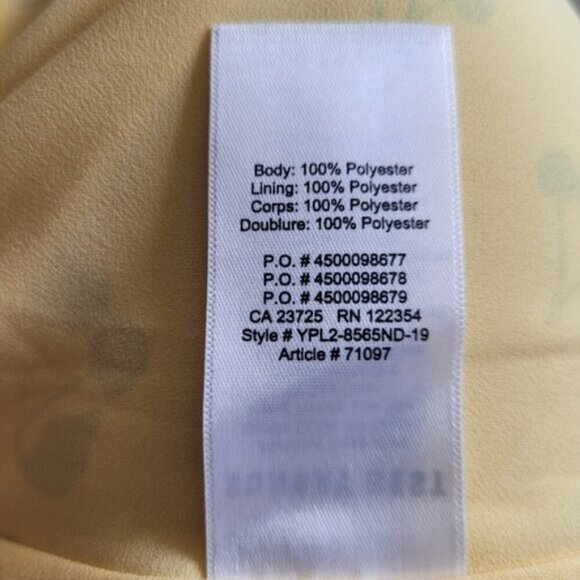 Body: 100% Polyester
Lining: 100% Polyester
Corps: 100% Polyester
Doublure: 100% Polyester
P.O. # 4500098677
P.O. # 4500098678
P.O. # 4500098679
CA 23725 RN 122354
Style # YPL2-8565ND-19
Article # 71097